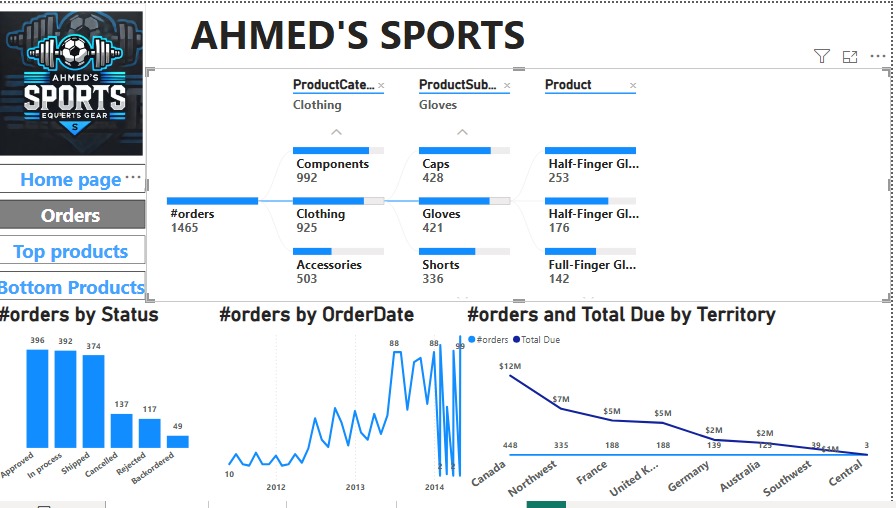 AHMED'S SPORTS
AHMED'S
SPORTS
EQUERTS GEAR
S
Home page
Orders
Top products
Bottom Products
ProductCate...
Clothing
ProductSub...
Gloves
Product
#orders
1465
Components
992
Clothing
925
Accessories
503
Caps
428
Gloves
421
Shorts
336
Half-Finger Gl...
253
Half-Finger Gl...
176
Full-Finger Gl...
142
#orders by Status
396
392
374
137
117
49
Approved
In process
Shipped
Cancelled
Rejected
Backordered
#orders by OrderDate
88
88
99
10
2
2
2012
2013
2014
#orders and Total Due by Territory
#orders
Total Due
$12M
$7M
$5M
$5M
$2M
$2M
$1M
448
335
188
188
139
125
39
3
Canada
Northwest
France
United K...
Germany
Australia
Southwest
Central